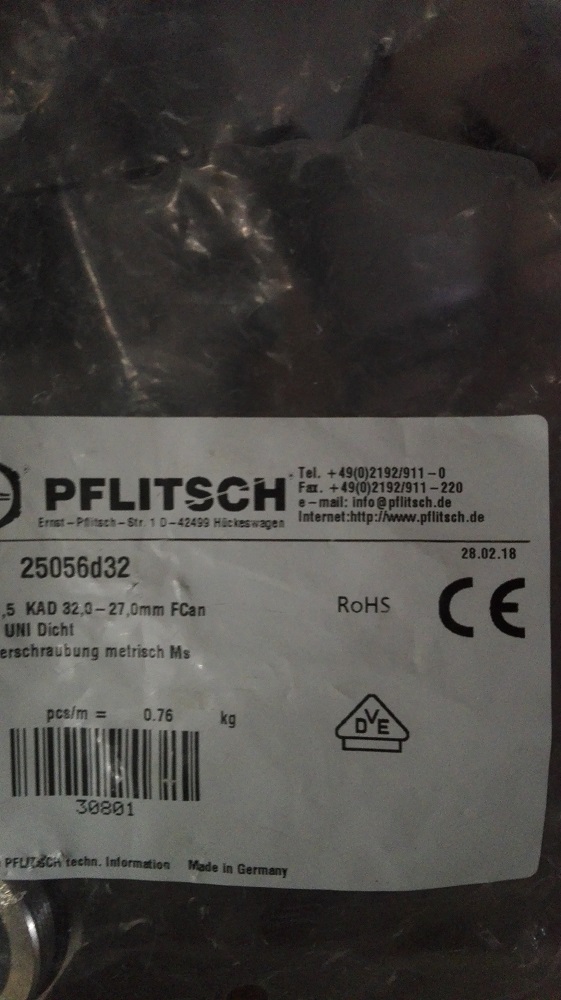 PFLITSCH
Ernst-Pflitsch-Str. 1 D-42499 Hückeswagen
Tel. +49(0)2192/911-0
Fax. +49(0)2192/911-220
e-mail: info@pflitsch.de
Internet:http://www.pflitsch.de
28.02.18
25056d32
,5 KAD 32,0-27,0mm FCan
UNI Dicht
erschraubung metrisch Ms
RoHS
CE
pcs/m = 0.76 kg
DVE
30801
PFLITSCH techn. Information Made in Germany